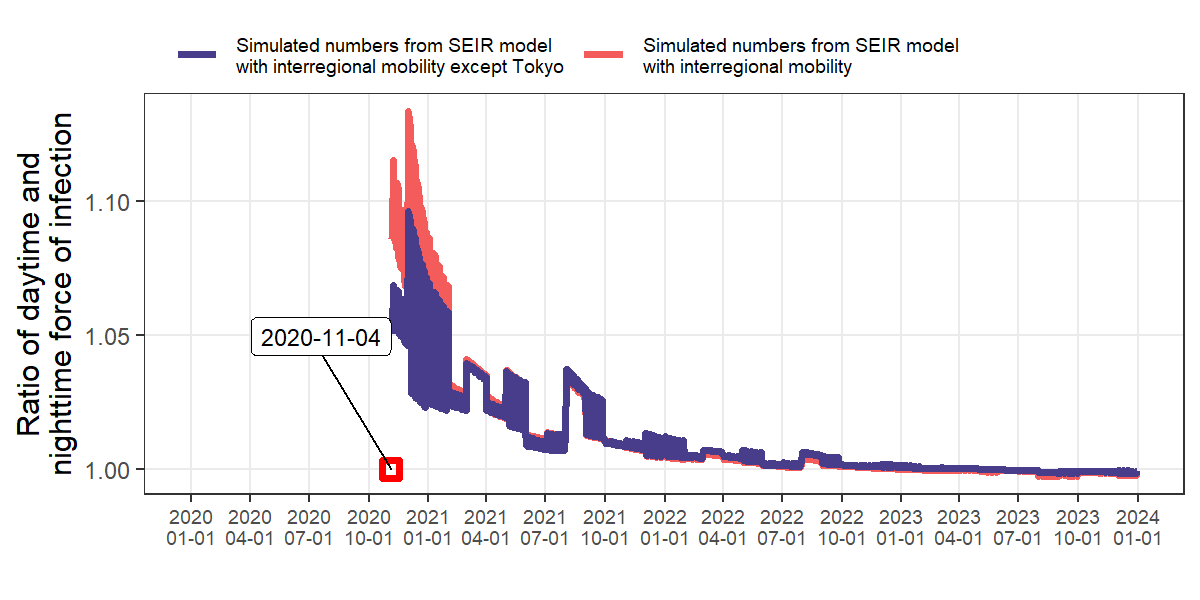 Simulated numbers from SEIR model
with interregional mobility except Tokyo
Simulated numbers from SEIR model
with interregional mobility
Ratio of daytime and
nighttime force of infection
1.10
1.05
1.00
2020-11-04
2020 2020 2020 2020 2021 2021 2021 2021 2022 2022 2022 2022 2023 2023 2023 2023 2024
01-01 04-01 07-01 10-01 01-01 04-01 07-01 10-01 01-01 04-01 07-01 10-01 01-01 04-01 07-01 10-01 01-01